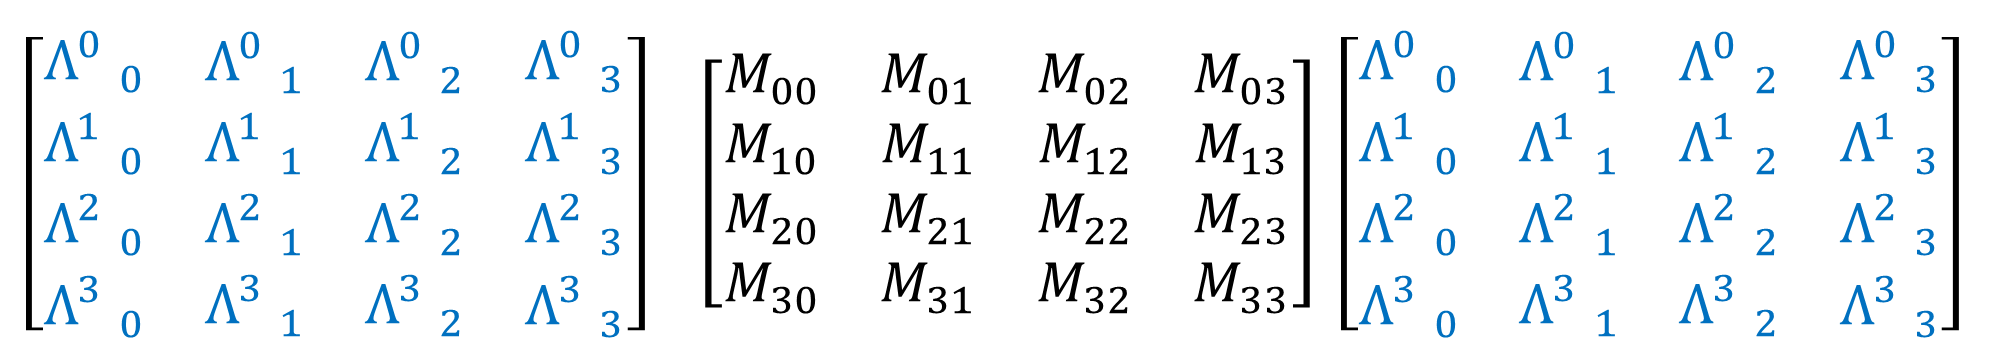 Λ⁰₀ Λ⁰₁ Λ⁰₂ Λ⁰₃ M₀₀ M₀₁ M₀₂ M₀₃ Λ⁰₀ Λ⁰₁ Λ⁰₂ Λ⁰₃
Λ¹₀ Λ¹₁ Λ¹₂ Λ¹₃ M₁₀ M₁₁ M₁₂ M₁₃ Λ¹₀ Λ¹₁ Λ¹₂ Λ¹₃
Λ²₀ Λ²₁ Λ²₂ Λ²₃ M₂₀ M₂₁ M₂₂ M₂₃ Λ²₀ Λ²₁ Λ²₂ Λ²₃
Λ³₀ Λ³₁ Λ³₂ Λ³₃ M₃₀ M₃₁ M₃₂ M₃₃ Λ³₀ Λ³₁ Λ³₂ Λ³₃